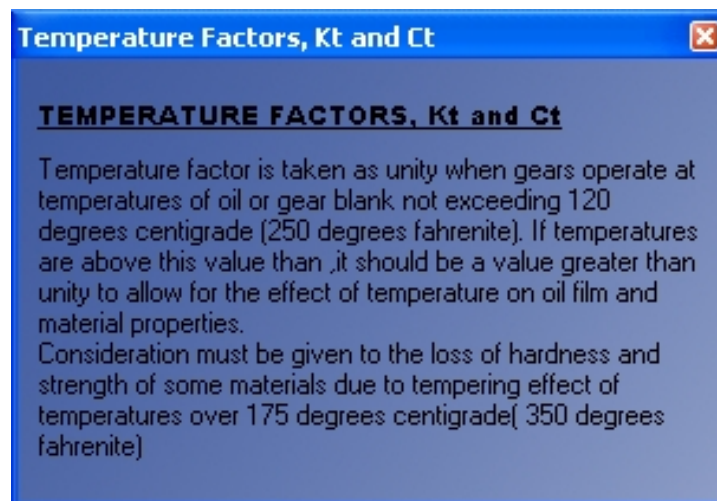 Temperature Factors, Kt and Ct
TEMPERATURE FACTORS, Kt and Ct
Temperature factor is taken as unity when gears operate at
temperatures of oil or gear blank not exceeding 120
degrees centigrade (250 degrees fahrenite). If temperatures
are above this value than ,it should be a value greater than
unity to allow for the effect of temperature on oil film and
material properties.
Consideration must be given to the loss of hardness and
strength of some materials due to tempering effect of
temperatures over 175 degrees centigrade( 350 degrees
fahrenite)